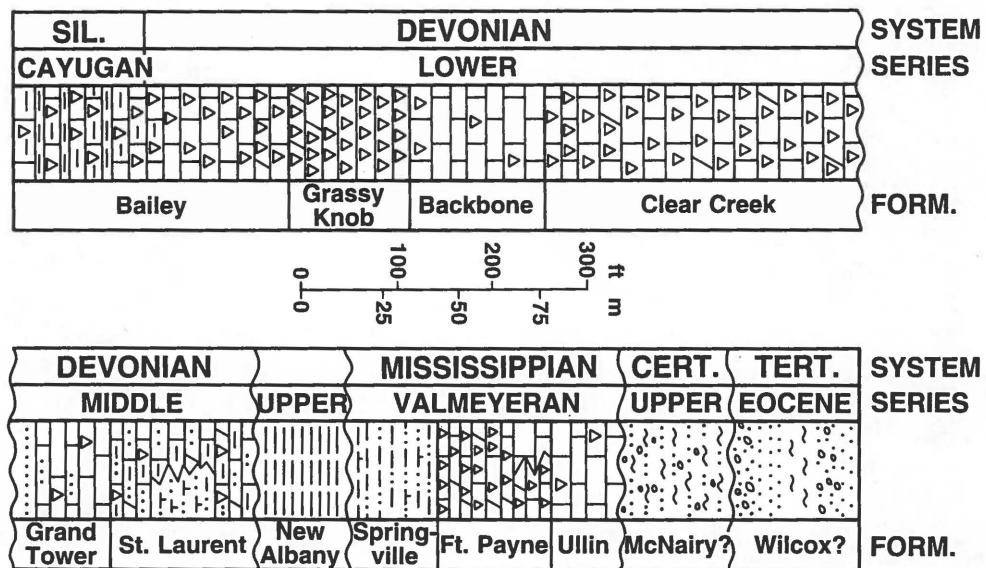 SIL. DEVONIAN SYSTEM
CAYUGAN LOWER SERIES
Bailey Grassy Knob Backbone Clear Creek FORM.
0 100 200 300 ft
0 25 50 75 m
DEVONIAN MISSISSIPPIAN CERT. TERT. SYSTEM
MIDDLE UPPER VALMEYERAN UPPER EOCENE SERIES
Grand Tower St. Laurent New Albany Spring-ville Ft. Payne Ullin McNairy? Wilcox? FORM.